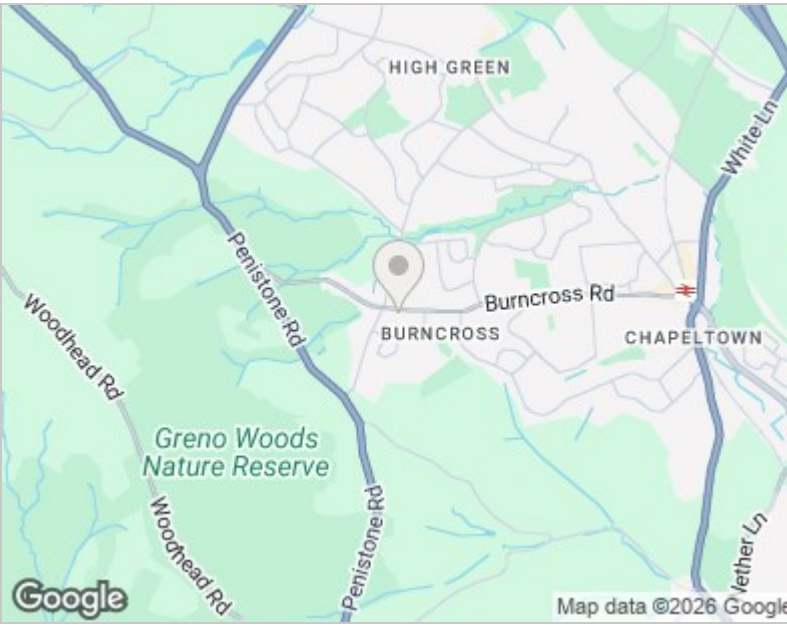 HIGH GREEN
White Ln
Penistone Rd
Burncross Rd
BURNCROSS
CHAPELTOWN
Woodhead Rd
Greno Woods
Nature Reserve
Woodhead Rd
Penistone Rd
Nether Ln
Google
Map data ©2026 Google